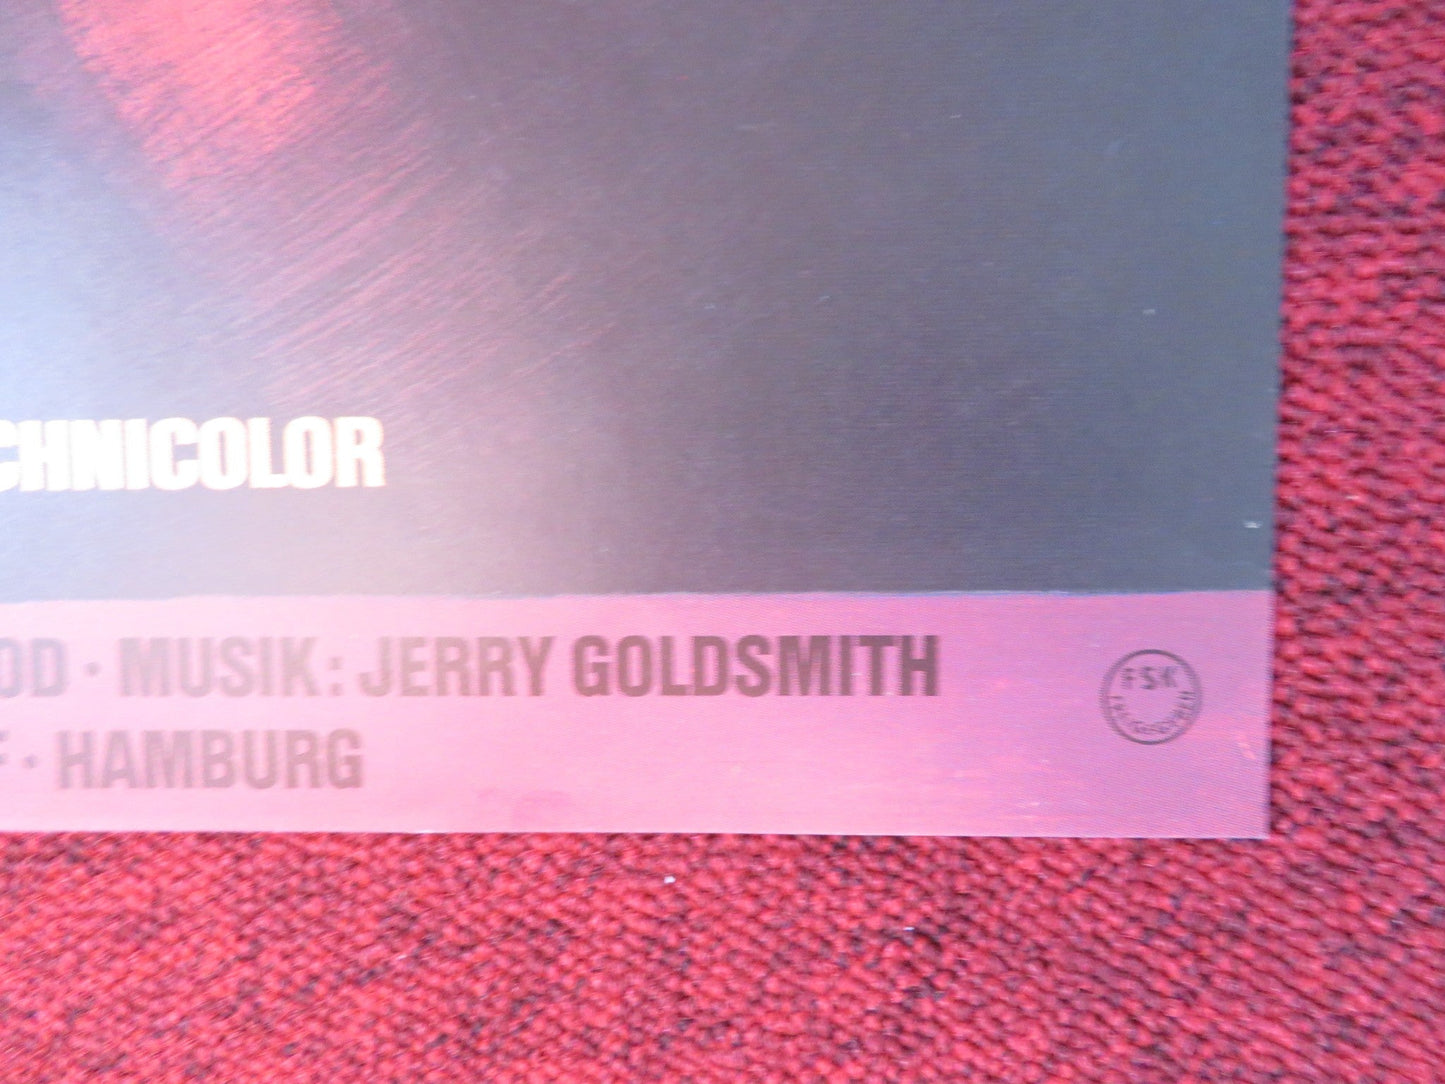 CHNICOLOR
OD · MUSIK: JERRY GOLDSMITH
FSK
F · HAMBURG